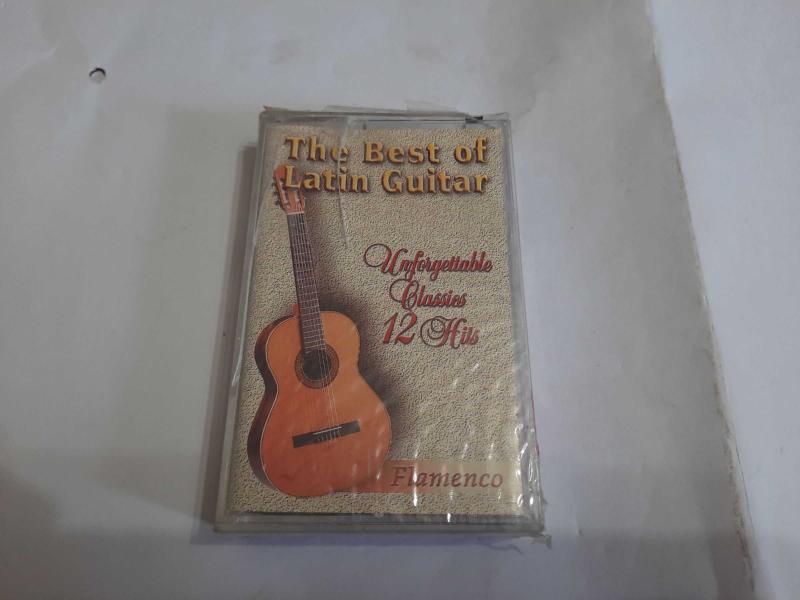 The Best of
Latin Guitar
Unforgettable
Classics
12 Hits
Flamenco